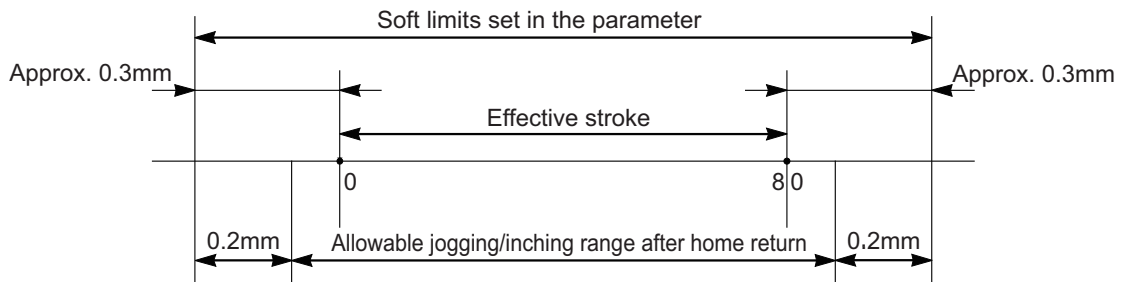 Soft limits set in the parameter
Approx. 0.3mm
Approx. 0.3mm
Effective stroke
0
80
0.2mm
Allowable jogging/inching range after home return
0.2mm